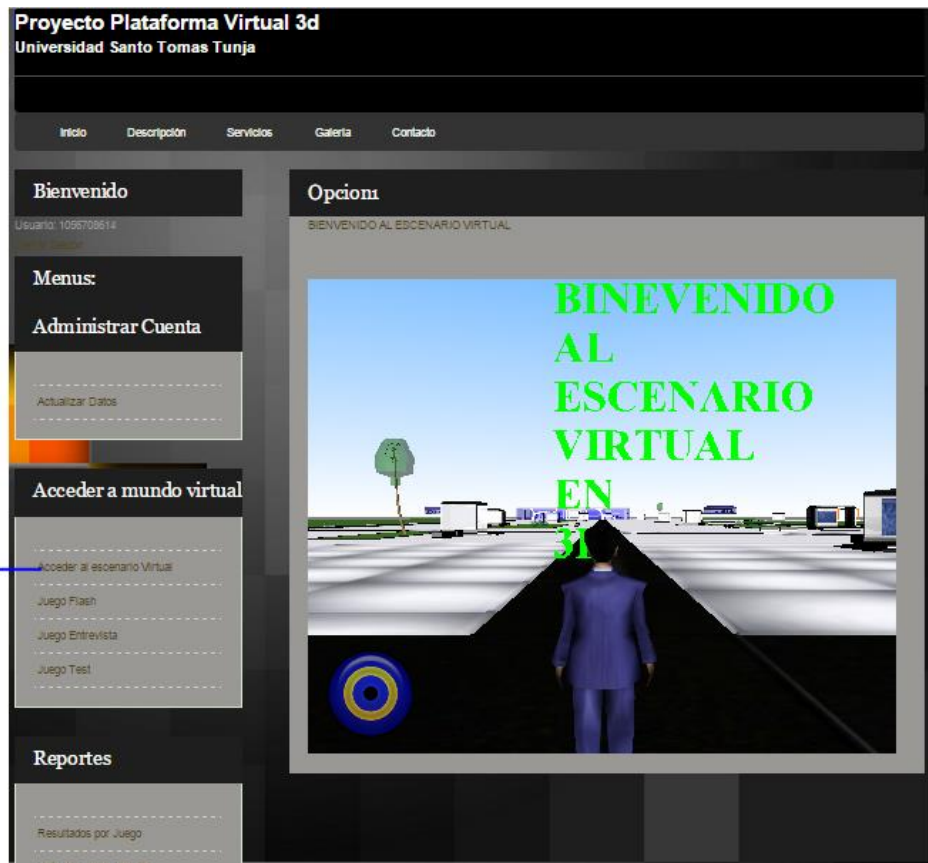 Proyecto Plataforma Virtual 3d
Universidad Santo Tomas Tunja
Inicio Descripción Servicios Galeria Contacto
Bienvenido
Usuario: 1056708614
Menus:
Administrar Cuenta
Actualizar Datos
Acceder a mundo virtual
Acceder al escenario Virtual
Juego Flash
Juego Entrevista
Juego Test
Reportes
Resultados por Juego
Opcion1
BIENVENIDO AL ESCENARIO VIRTUAL
BINEVENIDO
AL
ESCENARIO
VIRTUAL
EN